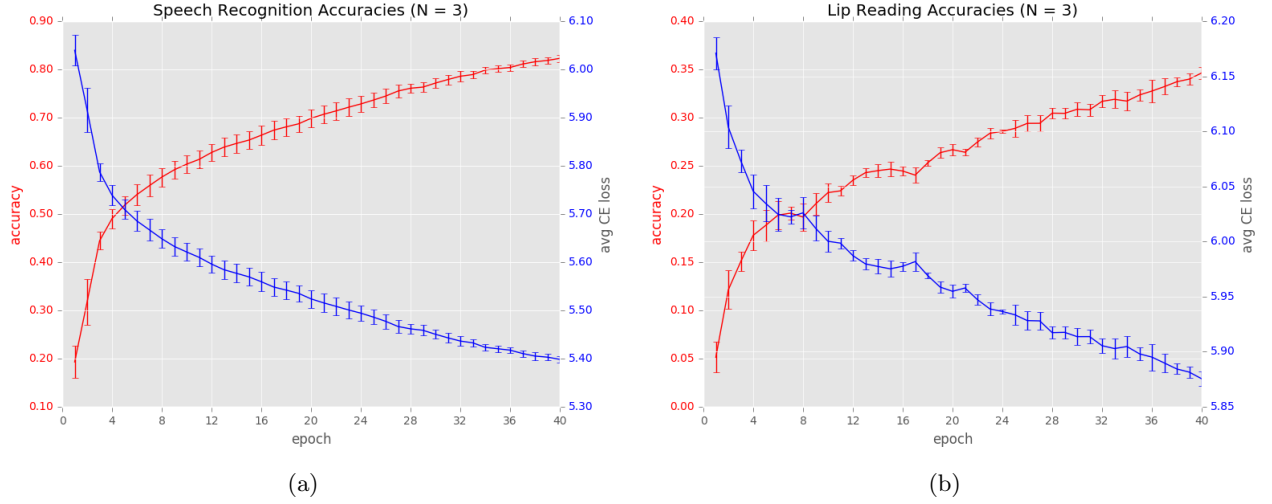 Speech Recognition Accuracies (N = 3)
0.90
0.80
0.70
0.60
0.50
0.40
0.30
0.20
0.10
accuracy
6.10
6.00
5.90
5.80
5.70
5.60
5.50
5.40
5.30
avg CE loss
0 4 8 12 16 20 24 28 32 36 40
epoch
(a)
Lip Reading Accuracies (N = 3)
0.40
0.35
0.30
0.25
0.20
0.15
0.10
0.05
0.00
accuracy
6.20
6.15
6.10
6.05
6.00
5.95
5.90
5.85
avg CE loss
0 4 8 12 16 20 24 28 32 36 40
epoch
(b)